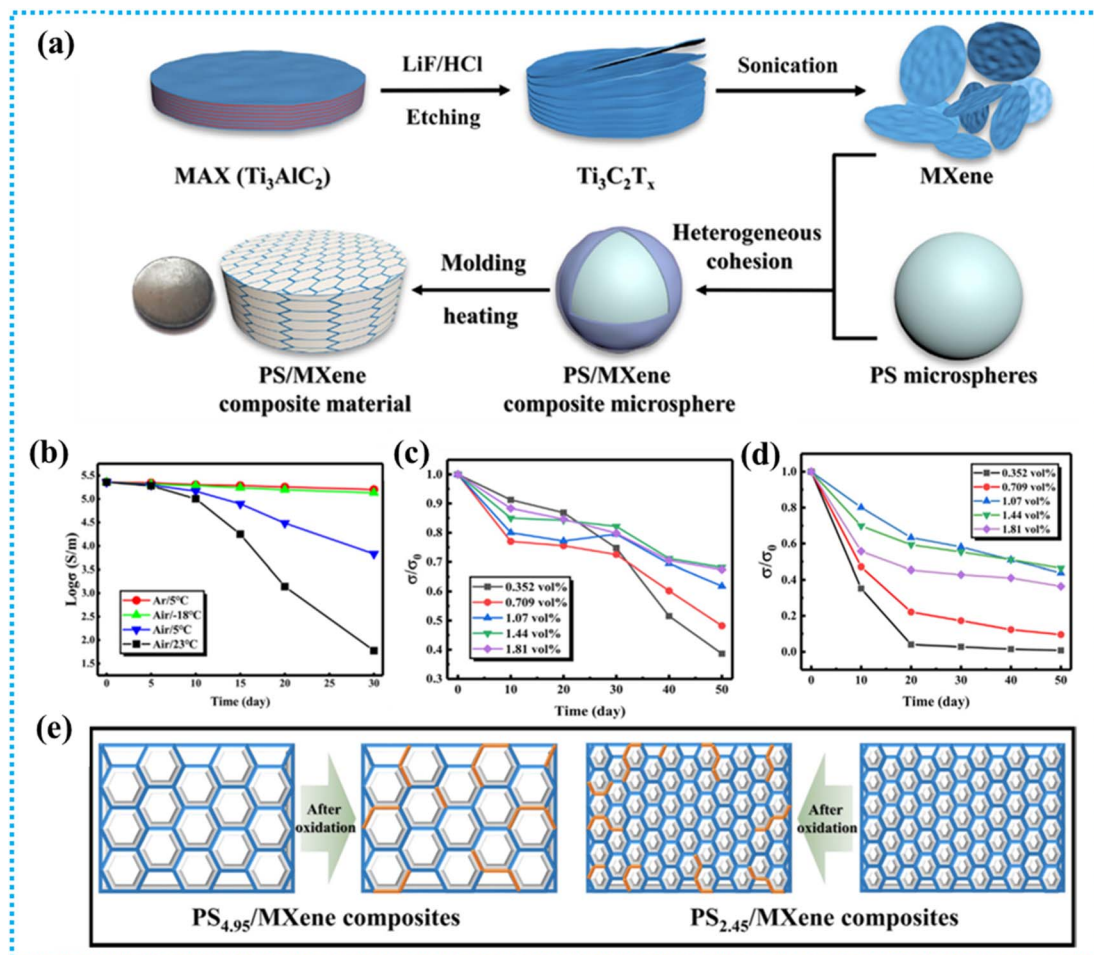 (a)
LiF/HCl
Etching
Sonication
MAX (Ti₃AlC₂)
Ti₃C₂Tₓ
MXene
Molding
heating
Heterogeneous
cohesion
PS/MXene
composite material
PS/MXene
composite microsphere
PS microspheres
(b)
5.5
5.0
4.5
4.0
3.5
3.0
2.5
2.0
1.5
Logσ (S/m)
Ar/5°C
Air/-18°C
Air/5°C
Air/23°C
0 5 10 15 20 25 30
Time (day)
(c)
1.0
0.9
0.8
0.7
0.6
0.5
0.4
0.3
σ/σ₀
0.352 vol%
0.709 vol%
1.07 vol%
1.44 vol%
1.81 vol%
0 10 20 30 40 50
Time (day)
(d)
1.0
0.8
0.6
0.4
0.2
0.0
σ/σ₀
0.352 vol%
0.709 vol%
1.07 vol%
1.44 vol%
1.81 vol%
0 10 20 30 40 50
Time (day)
(e)
After
oxidation
After
oxidation
PS₄.₉₅/MXene composites
PS₂.₄₅/MXene composites